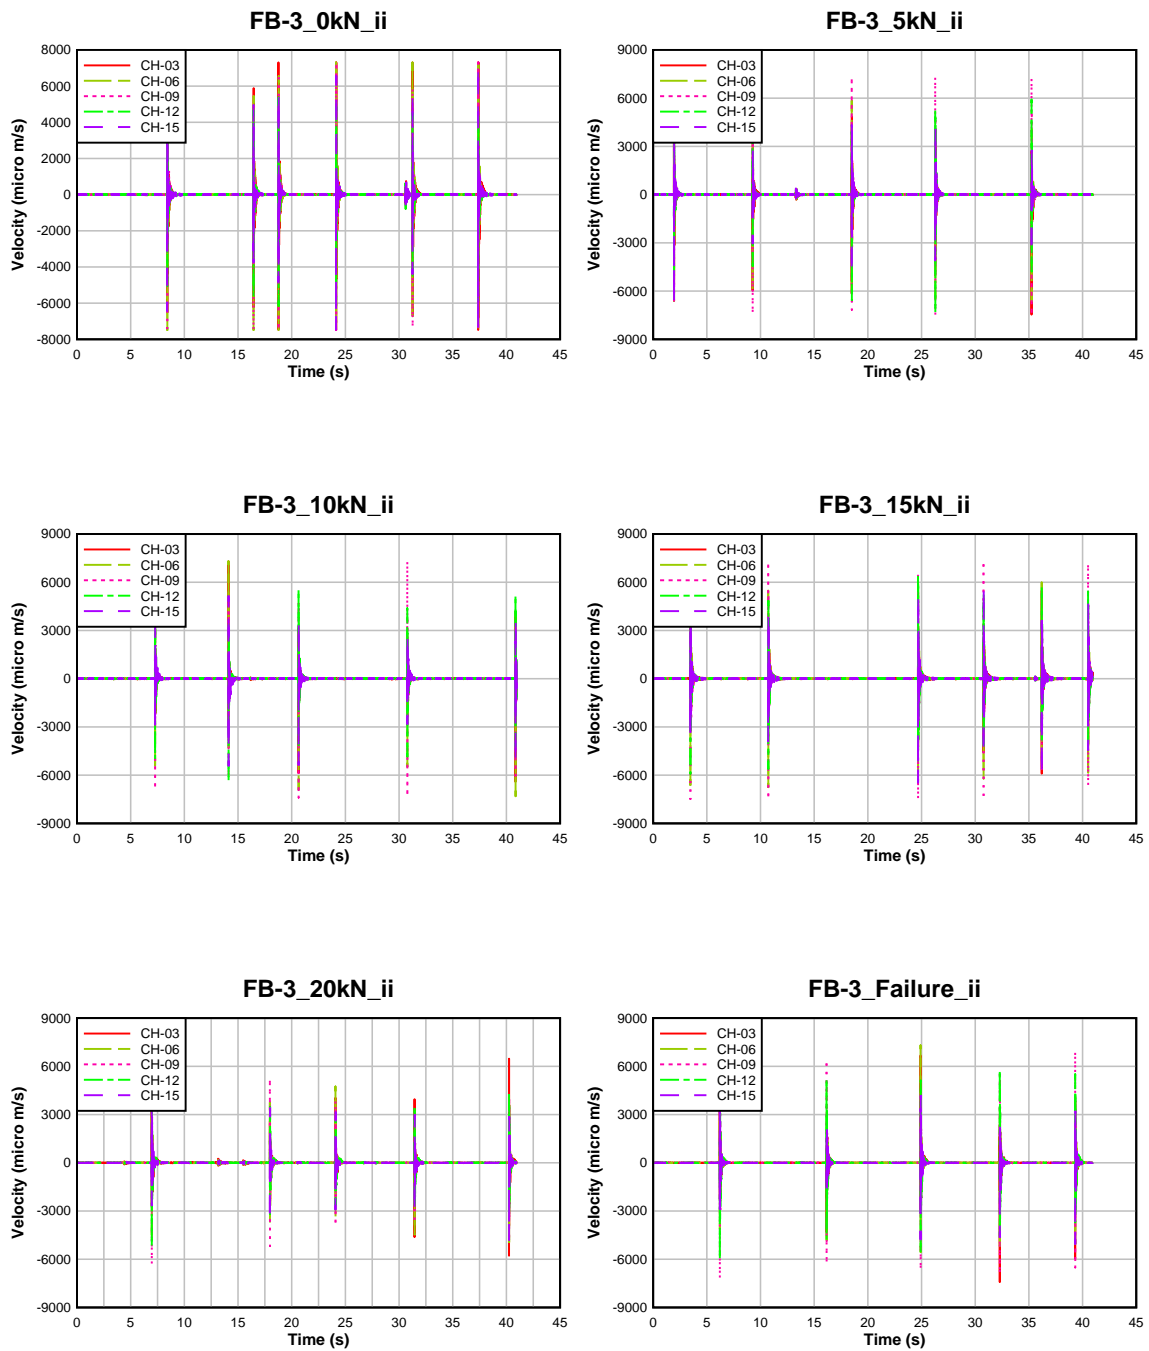 FB-3_0kN_ii
8000
6000
4000
2000
0
-2000
-4000
-6000
-8000
Velocity (micro m/s)
CH-03
CH-06
CH-09
CH-12
CH-15
0 5 10 15 20 25 30 35 40 45
Time (s)
FB-3_5kN_ii
9000
6000
3000
0
-3000
-6000
-9000
Velocity (micro m/s)
CH-03
CH-06
CH-09
CH-12
CH-15
0 5 10 15 20 25 30 35 40 45
Time (s)
FB-3_10kN_ii
9000
6000
3000
0
-3000
-6000
-9000
Velocity (micro m/s)
CH-03
CH-06
CH-09
CH-12
CH-15
0 5 10 15 20 25 30 35 40 45
Time (s)
FB-3_15kN_ii
9000
6000
3000
0
-3000
-6000
-9000
Velocity (micro m/s)
CH-03
CH-06
CH-09
CH-12
CH-15
0 5 10 15 20 25 30 35 40 45
Time (s)
FB-3_20kN_ii
9000
6000
3000
0
-3000
-6000
-9000
Velocity (micro m/s)
CH-03
CH-06
CH-09
CH-12
CH-15
0 5 10 15 20 25 30 35 40 45
Time (s)
FB-3_Failure_ii
9000
6000
3000
0
-3000
-6000
-9000
Velocity (micro m/s)
CH-03
CH-06
CH-09
CH-12
CH-15
0 5 10 15 20 25 30 35 40 45
Time (s)